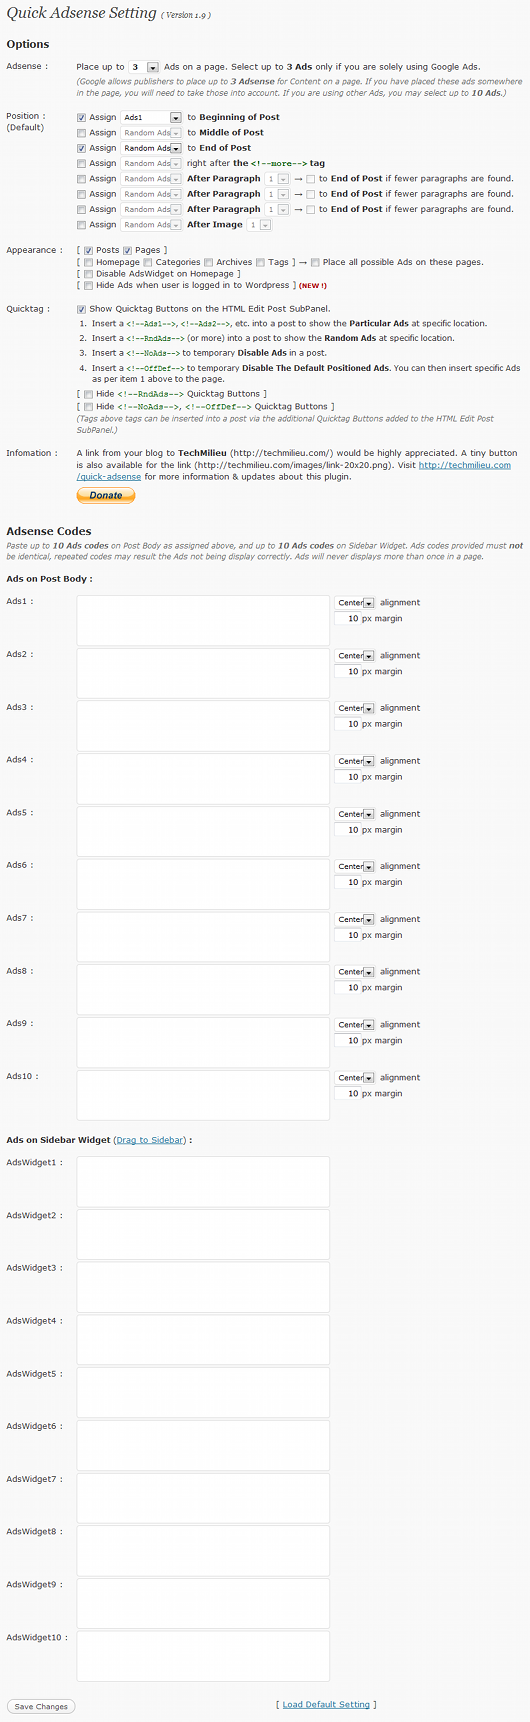 Quick Adsense Setting ( Version 1.9 )
Options
Adsense : Place up to 3 Ads on a page. Select up to 3 Ads only if you are solely using Google Ads.
(Google allows publishers to place up to 3 Adsense for Content on a page. If you have placed these ads somewhere
in the page, you will need to take those into account. If you are using other Ads, you may select up to 10 Ads.)
Position : Assign Ads1 to Beginning of Post
(Default) Assign Random Ads to Middle of Post
Assign Random Ads to End of Post
Assign Random Ads right after the <!--more--> tag
Assign Random Ads After Paragraph 1 → to End of Post if fewer paragraphs are found.
Assign Random Ads After Paragraph 1 → to End of Post if fewer paragraphs are found.
Assign Random Ads After Paragraph 1 → to End of Post if fewer paragraphs are found.
Assign Random Ads After Image 1
Appearance : [ Posts Pages ]
[ Homepage Categories Archives Tags ] → Place all possible Ads on these pages.
[ Disable AdsWidget on Homepage ]
[ Hide Ads when user is logged in to Wordpress ] (NEW !)
Quicktag : Show Quicktag Buttons on the HTML Edit Post SubPanel.
1. Insert a <!--Ads1-->, <!--Ads2-->, etc. into a post to show the Particular Ads at specific location.
2. Insert a <!--RndAds--> (or more) into a post to show the Random Ads at specific location.
3. Insert a <!--NoAds--> to temporary Disable Ads in a post.
4. Insert a <!--OffDef--> to temporary Disable The Default Positioned Ads. You can then insert specific Ads
as per item 1 above to the page.
[ Hide <!--RndAds--> Quicktag Buttons ]
[ Hide <!--NoAds-->, <!--OffDef--> Quicktag Buttons ]
(Tags above tags can be inserted into a post via the additional Quicktag Buttons added to the HTML Edit Post
SubPanel.)
Infomation : A link from your blog to TechMilieu (http://techmilieu.com/) would be highly appreciated. A tiny button
is also available for the link (http://techmilieu.com/images/link-20x20.png). Visit http://techmilieu.com
/quick-adsense for more information & updates about this plugin.
Donate
Adsense Codes
Paste up to 10 Ads codes on Post Body as assigned above, and up to 10 Ads codes on Sidebar Widget. Ads codes provided must not
be identical, repeated codes may result the Ads not being display correctly. Ads will never displays more than once in a page.
Ads on Post Body :
Ads1 : Center alignment
10 px margin
Ads2 : Center alignment
10 px margin
Ads3 : Center alignment
10 px margin
Ads4 : Center alignment
10 px margin
Ads5 : Center alignment
10 px margin
Ads6 : Center alignment
10 px margin
Ads7 : Center alignment
10 px margin
Ads8 : Center alignment
10 px margin
Ads9 : Center alignment
10 px margin
Ads10 : Center alignment
10 px margin
Ads on Sidebar Widget (Drag to Sidebar) :
AdsWidget1 :
AdsWidget2 :
AdsWidget3 :
AdsWidget4 :
AdsWidget5 :
AdsWidget6 :
AdsWidget7 :
AdsWidget8 :
AdsWidget9 :
AdsWidget10 :
Save Changes [ Load Default Setting ]